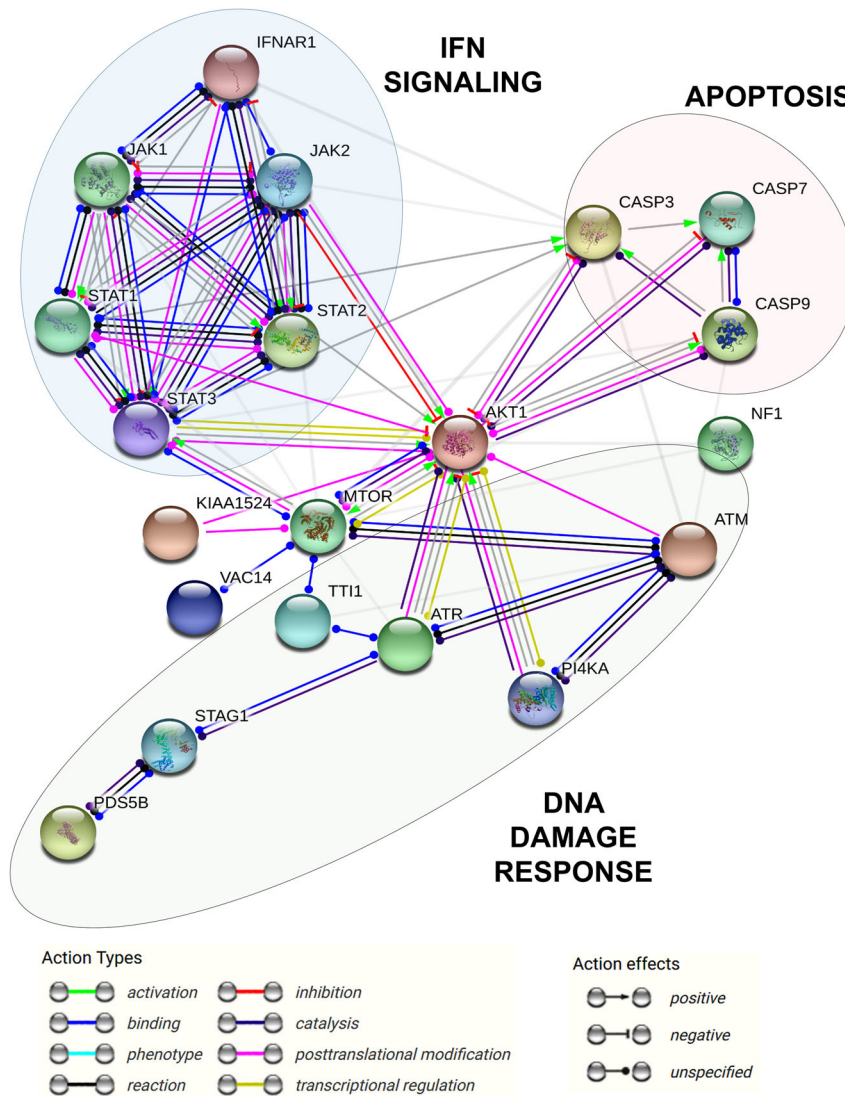 IFNAR1
IFN
SIGNALING
APOPTOSIS
JAK1
JAK2
CASP3
CASP7
STAT1
STAT2
CASP9
STAT3
AKT1
NF1
KIAA1524
MTOR
ATM
VAC14
TTI1
ATR
PI4KA
STAG1
PDS5B
DNA
DAMAGE
RESPONSE
Action Types
activation
inhibition
binding
catalysis
phenotype
posttranslational modification
reaction
transcriptional regulation
Action effects
positive
negative
unspecified